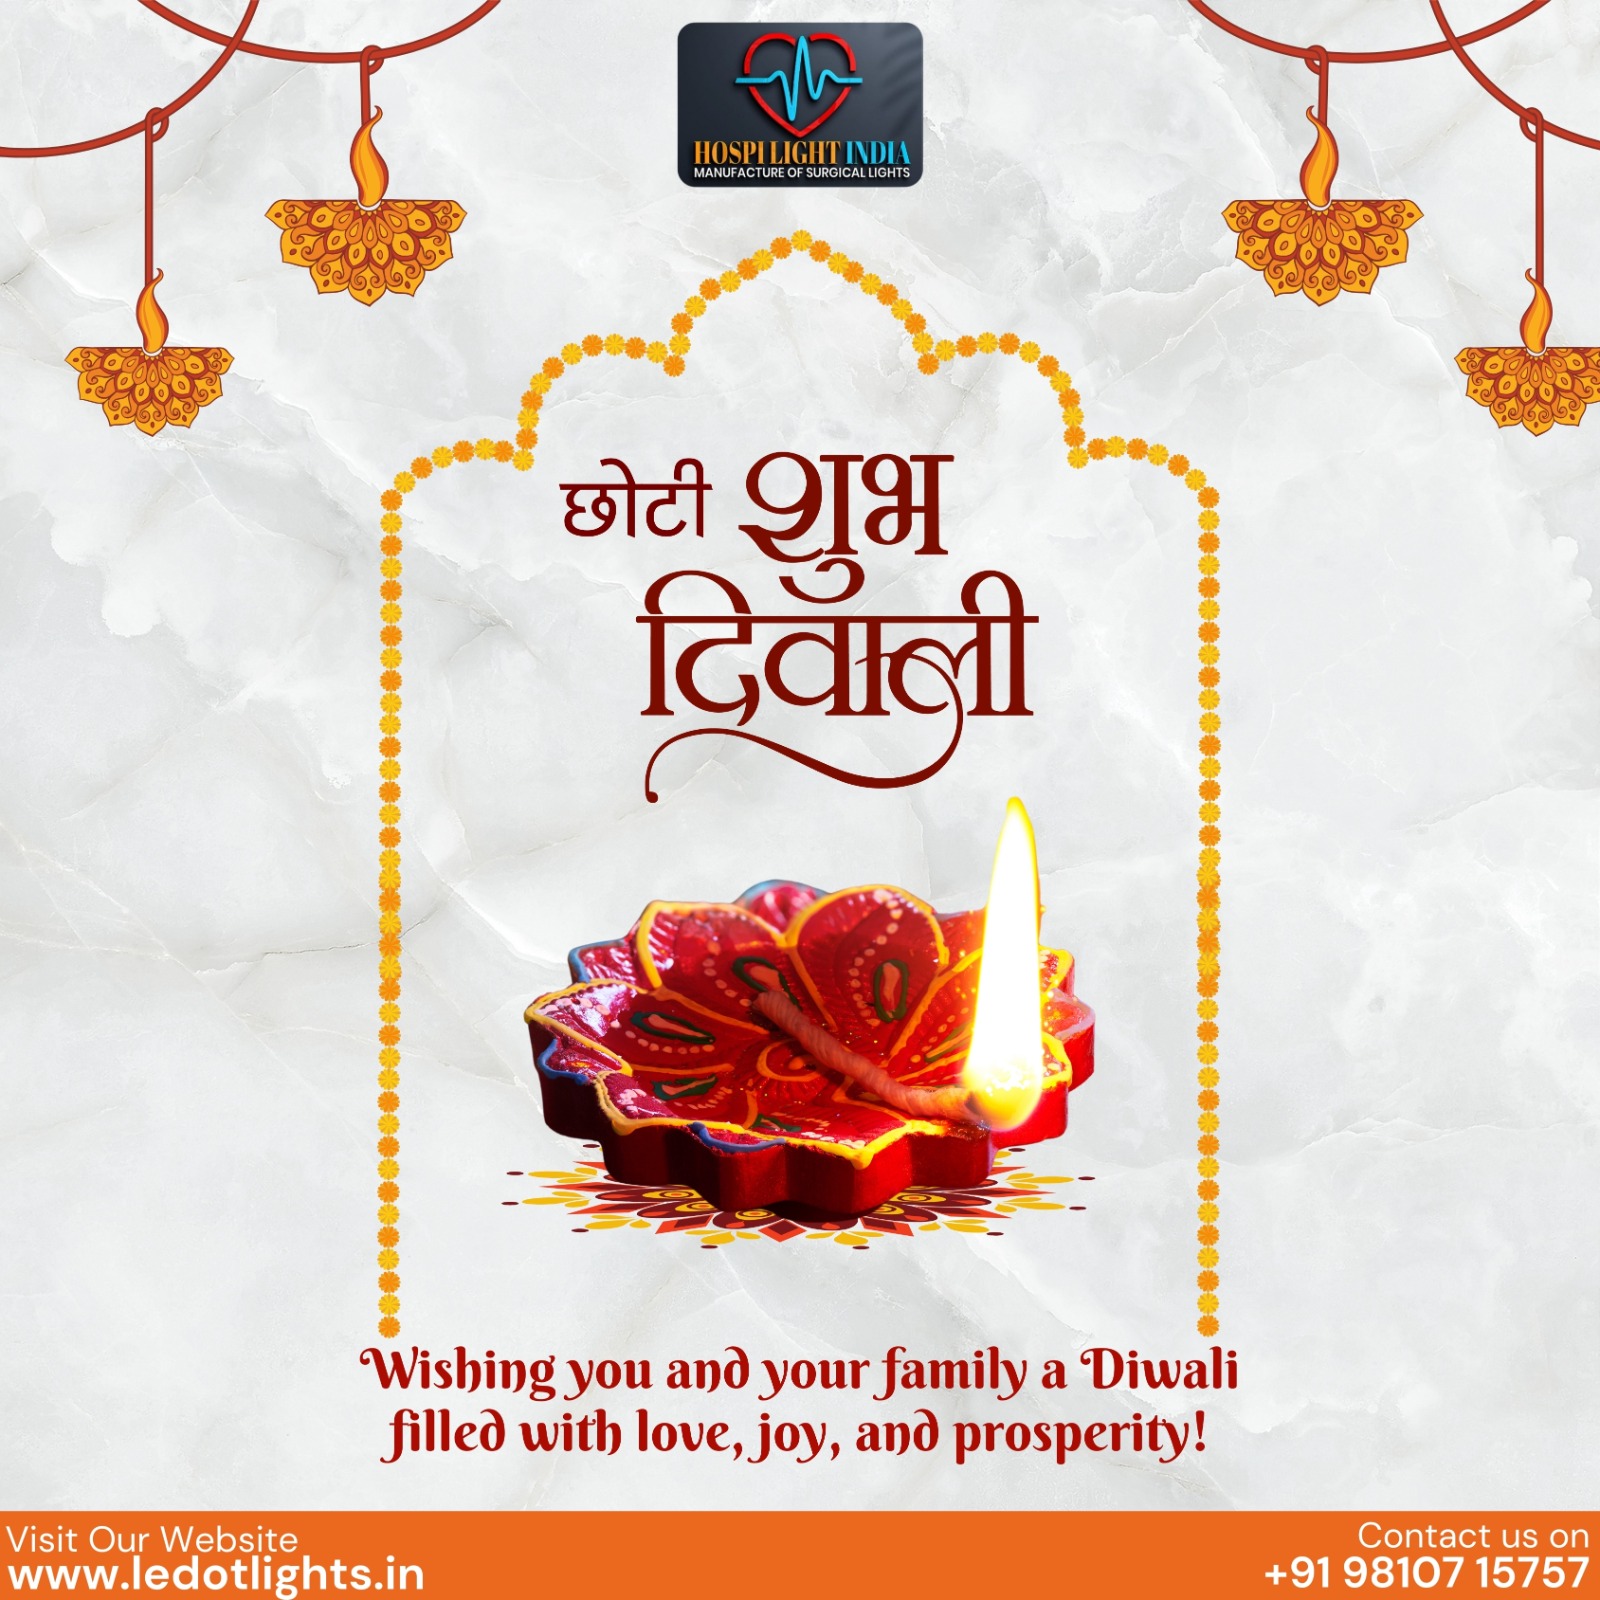 HOSPI LIGHT INDIA
MANUFACTURE OF SURGICAL LIGHTS
छोटी शुभ
दिवाली
Wishing you and your family a Diwali
filled with love, joy, and prosperity!
Visit Our Website
www.ledotlights.in
Contact us on
+91 98107 15757